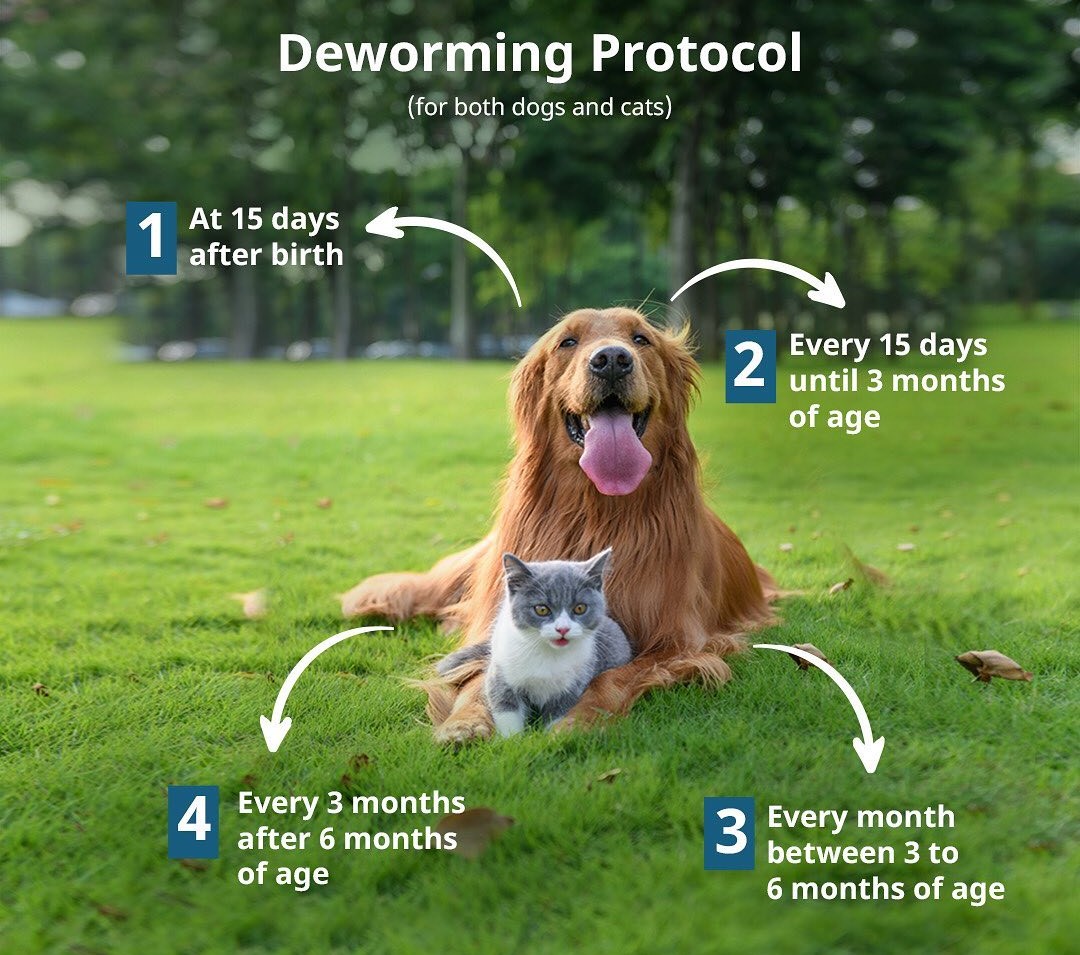 Deworming Protocol
(for both dogs and cats)
1
At 15 days
after birth
2
Every 15 days
until 3 months
of age
3
Every month
between 3 to
6 months of age
4
Every 3 months
after 6 months
of age